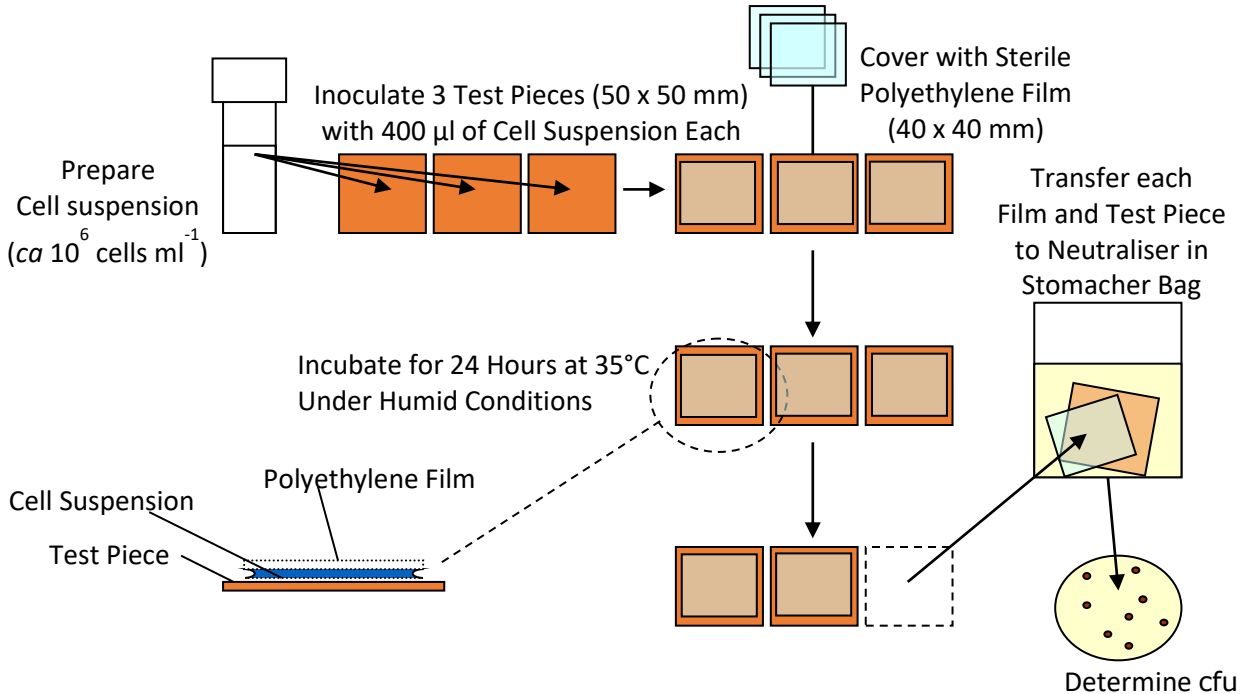 Prepare
Cell suspension
(ca 10⁶ cells ml⁻¹)
Inoculate 3 Test Pieces (50 x 50 mm)
with 400 µl of Cell Suspension Each
Cover with Sterile
Polyethylene Film
(40 x 40 mm)
Transfer each
Film and Test Piece
to Neutraliser in
Stomacher Bag
Incubate for 24 Hours at 35°C
Under Humid Conditions
Polyethylene Film
Cell Suspension
Test Piece
Determine cfu